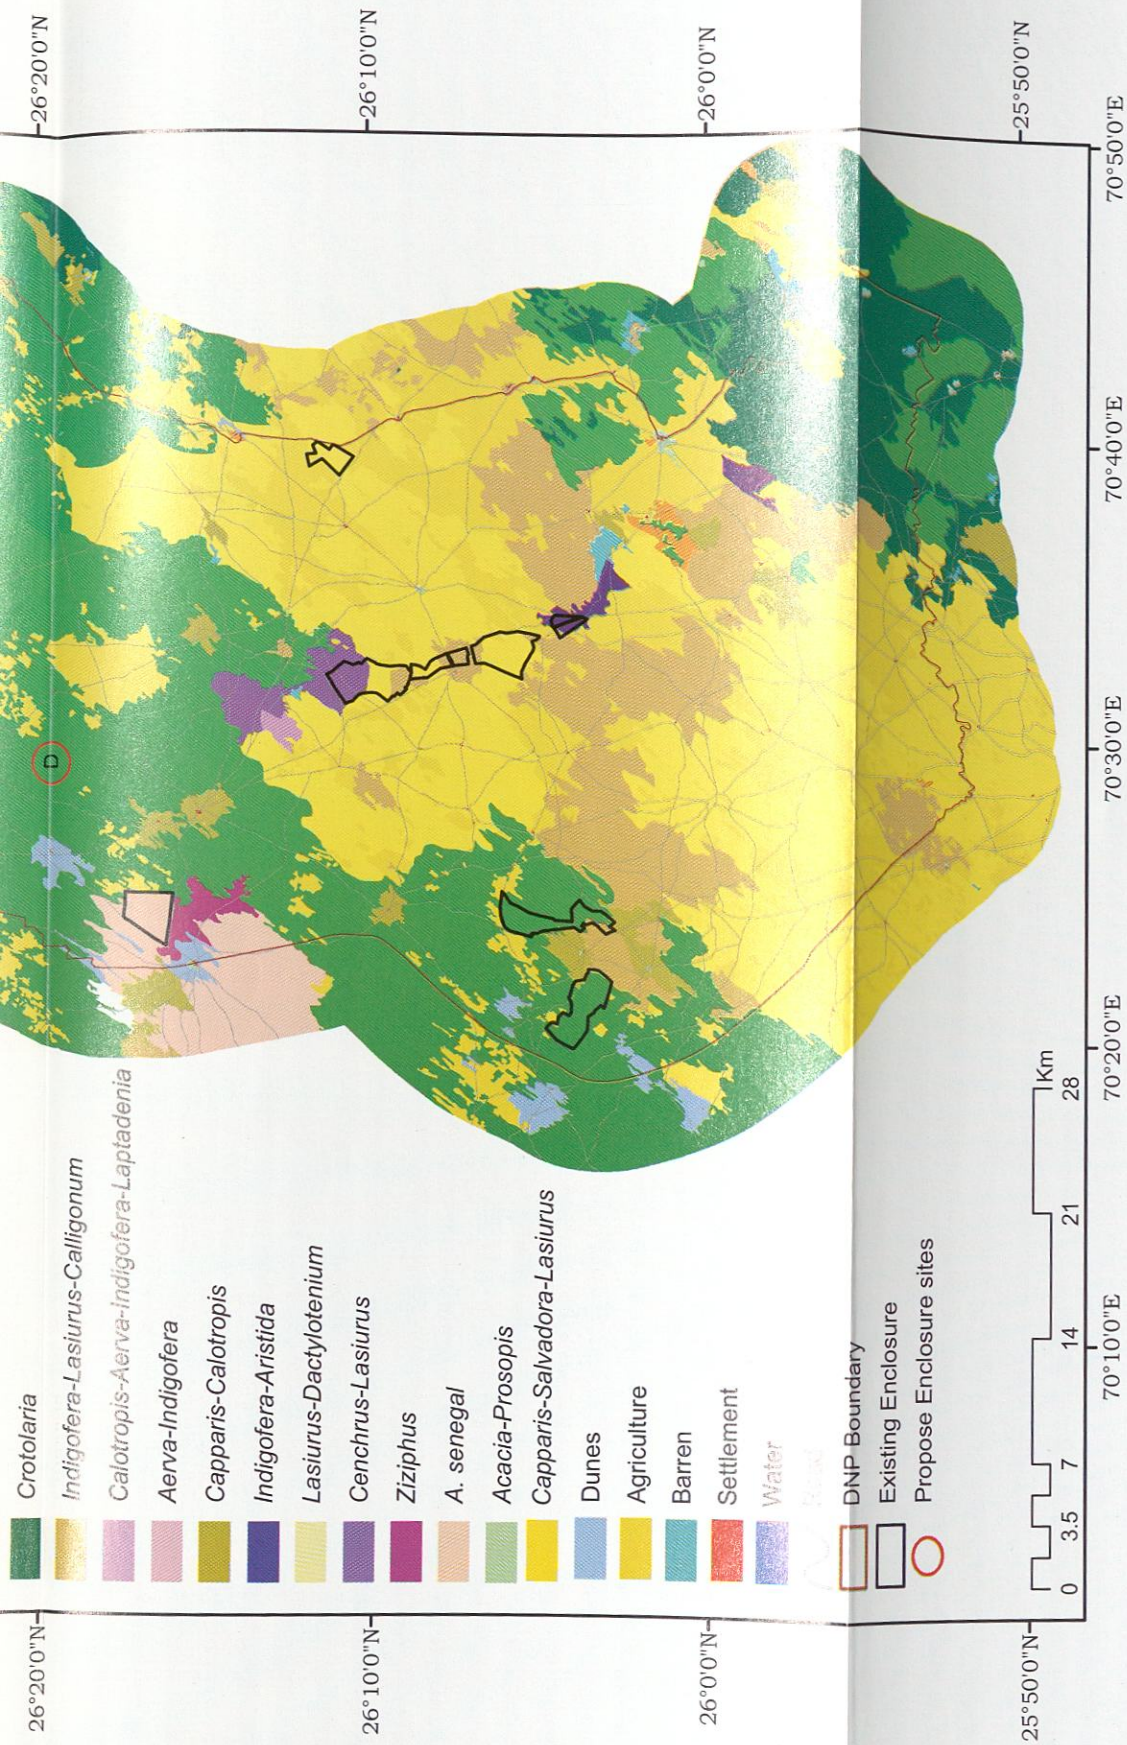 Crotolaria
Indigofera-Lasiurus-Calligonum
Calotropis-Aerva-Indigofera-Laptadenia
Aerva-Indigofera
Capparis-Calotropis
Indigofera-Aristida
Lasiurus-Dactylotenium
Cenchrus-Lasiurus
Ziziphus
A. senegal
Acacia-Prosopis
Capparis-Salvadora-Lasiurus
Dunes
Agriculture
Barren
Settlement
Water
Road
DNP Boundary
Existing Enclosure
Propose Enclosure sites
0 3.5 7 14 21 28
Km
D
26°20'0"N
26°10'0"N
26°0'0"N
25°50'0"N
26°20'0"N
26°10'0"N
26°0'0"N
25°50'0"N
70°10'0"E
70°20'0"E
70°30'0"E
70°40'0"E
70°50'0"E